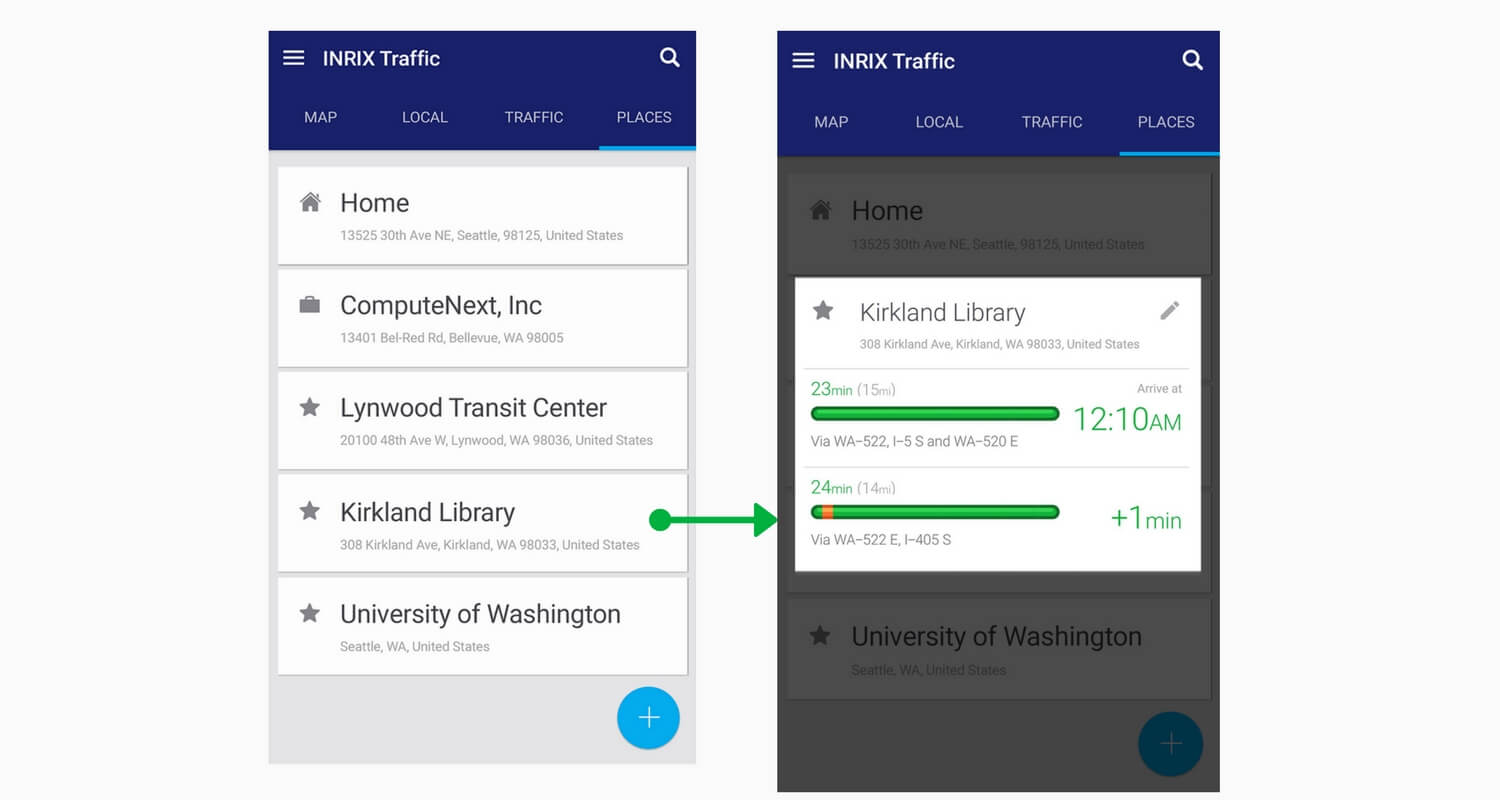 INRIX Traffic
MAP LOCAL TRAFFIC PLACES
Home
13525 30th Ave NE, Seattle, 98125, United States
ComputeNext, Inc
13401 Bel-Red Rd, Bellevue, WA 98005
Lynwood Transit Center
20100 48th Ave W, Lynwood, WA 98036, United States
Kirkland Library
308 Kirkland Ave, Kirkland, WA 98033, United States
University of Washington
Seattle, WA, United States
INRIX Traffic
MAP LOCAL TRAFFIC PLACES
Home
13525 30th Ave NE, Seattle, 98125, United States
Kirkland Library
308 Kirkland Ave, Kirkland, WA 98033, United States
23min (15mi) Arrive at
12:10AM
Via WA-522, I-5 S and WA-520 E
24min (14mi)
+1min
Via WA-522 E, I-405 S
University of Washington
Seattle, WA, United States